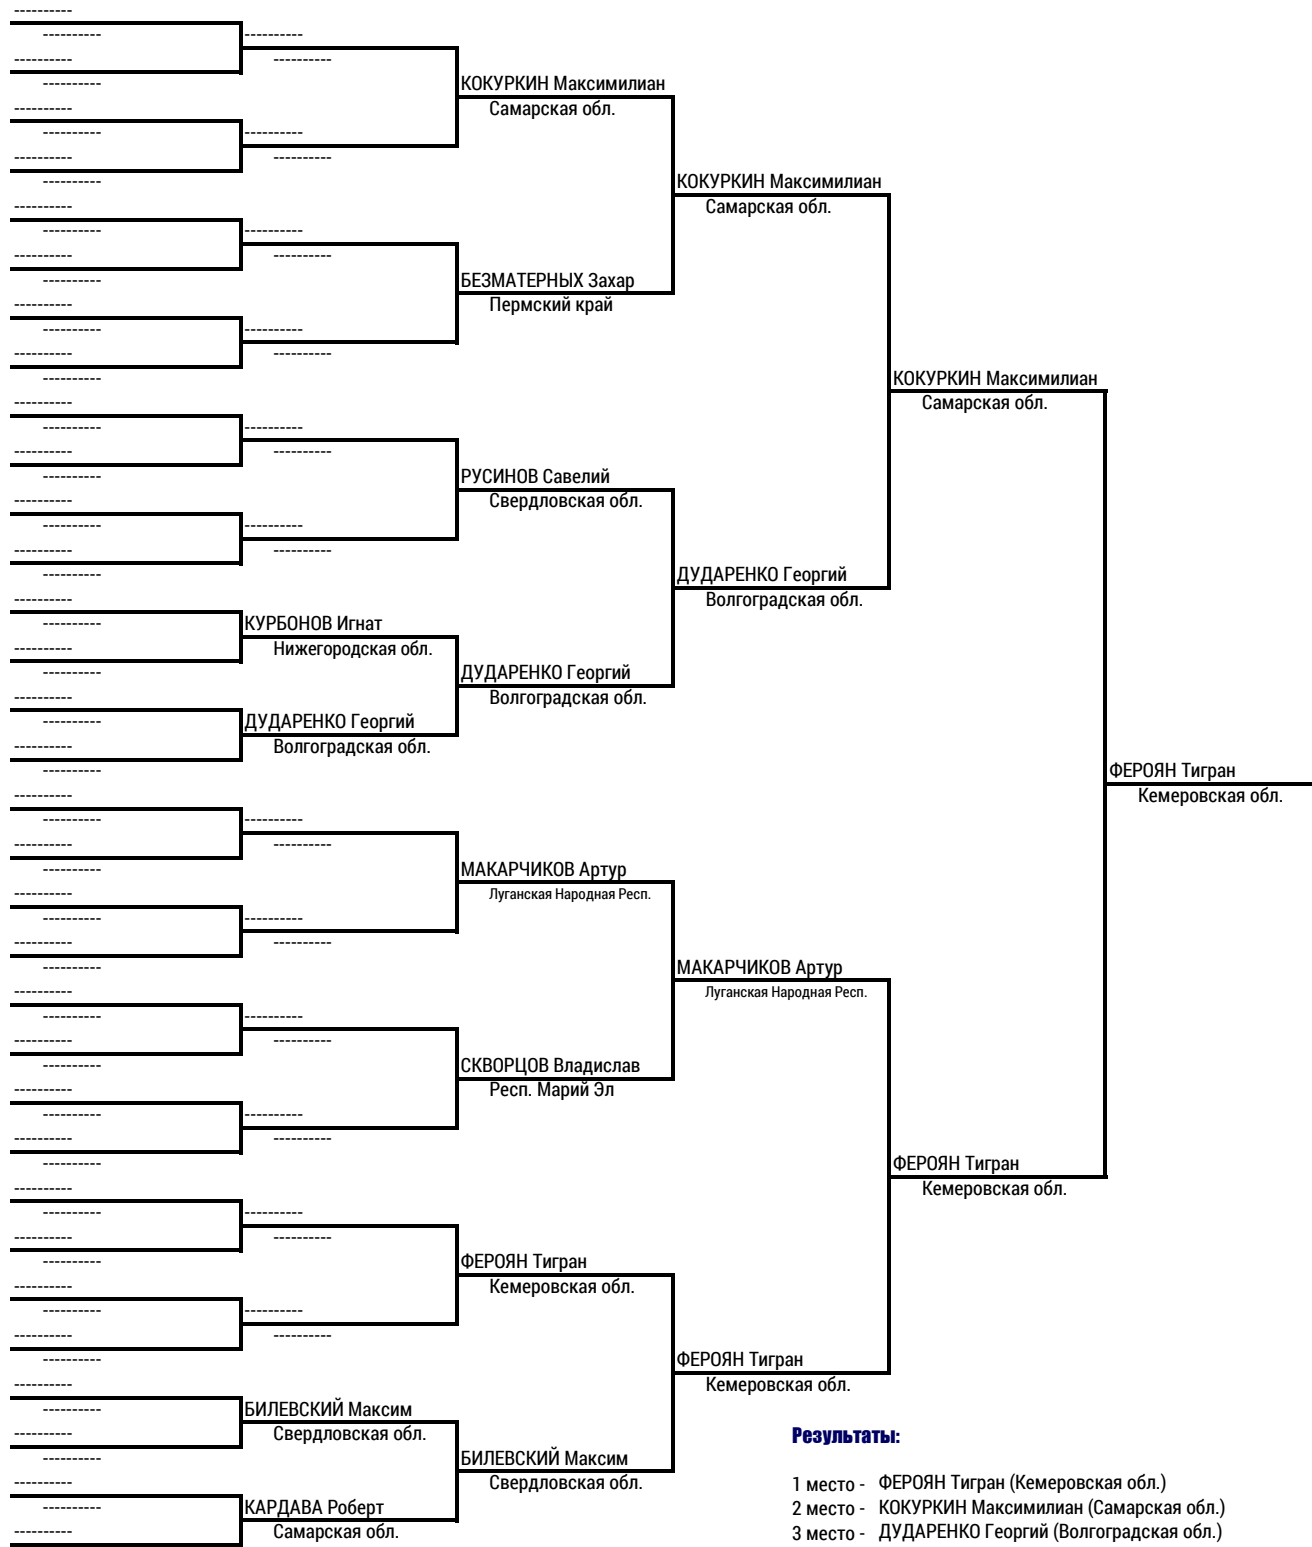 КУРБОНОВ Игнат
Нижегородская обл.
ДУДАРЕНКО Георгий
Волгоградская обл.
БИЛЕВСКИЙ Максим
Свердловская обл.
КАРДАВА Роберт
Самарская обл.
КОКУРКИН Максимилиан
Самарская обл.
БЕЗМАТЕРНЫХ Захар
Пермский край
РУСИНОВ Савелий
Свердловская обл.
ДУДАРЕНКО Георгий
Волгоградская обл.
МАКАРЧИКОВ Артур
Луганская Народная Респ.
СКВОРЦОВ Владислав
Респ. Марий Эл
ФЕРОЯН Тигран
Кемеровская обл.
БИЛЕВСКИЙ Максим
Свердловская обл.
КОКУРКИН Максимилиан
Самарская обл.
ДУДАРЕНКО Георгий
Волгоградская обл.
МАКАРЧИКОВ Артур
Луганская Народная Респ.
ФЕРОЯН Тигран
Кемеровская обл.
КОКУРКИН Максимилиан
Самарская обл.
ФЕРОЯН Тигран
Кемеровская обл.
ФЕРОЯН Тигран
Кемеровская обл.
Результаты:
1 место - ФЕРОЯН Тигран (Кемеровская обл.)
2 место - КОКУРКИН Максимилиан (Самарская обл.)
3 место - ДУДАРЕНКО Георгий (Волгоградская обл.)